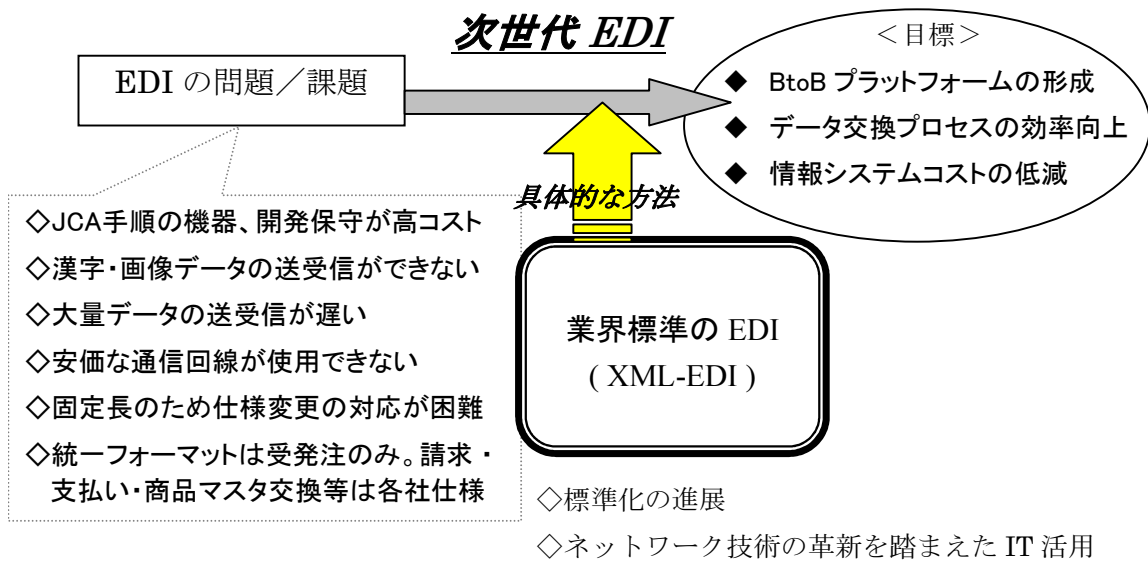 次世代 EDI
EDI の問題／課題
＜目標＞
◆ BtoB プラットフォームの形成
◆ データ交換プロセスの効率向上
◆ 情報システムコストの低減
具体的な方法
◇JCA手順の機器、開発保守が高コスト
◇漢字・画像データの送受信ができない
◇大量データの送受信が遅い
◇安価な通信回線が使用できない
◇固定長のため仕様変更の対応が困難
◇統一フォーマットは受発注のみ。請求・
支払い・商品マスタ交換等は各社仕様
業界標準の EDI
( XML-EDI )
◇標準化の進展
◇ネットワーク技術の革新を踏まえた IT 活用